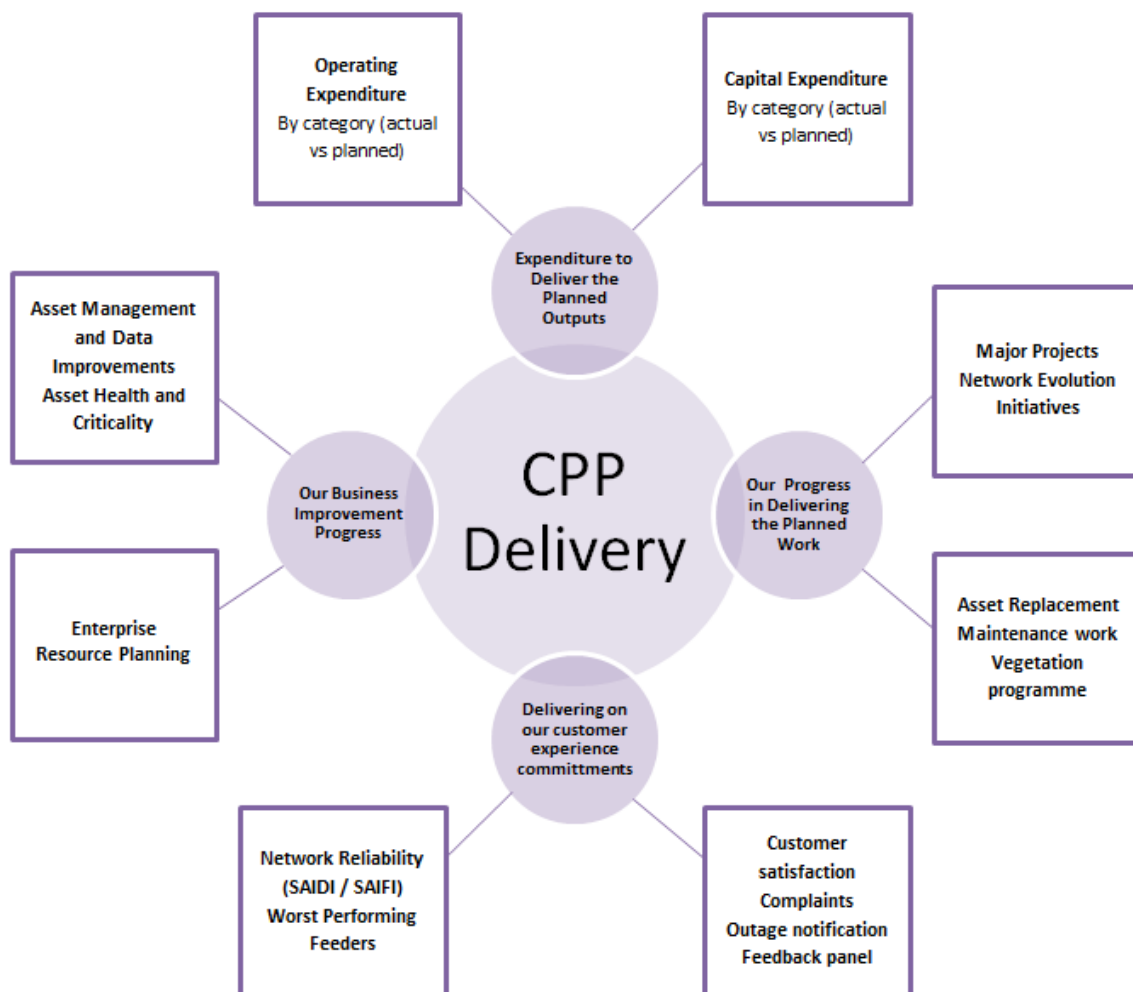 Operating
Expenditure
By category (actual
vs planned)
Capital Expenditure
By category (actual
vs planned)
Expenditure to
Deliver the
Planned
Outputs
Asset Management
and Data
Improvements
Asset Health and
Criticality
Major Projects
Network Evolution
Initiatives
Our Business
Improvement
Progress
CPP
Delivery
Our Progress
in Delivering
the Planned
Work
Enterprise
Resource Planning
Asset Replacement
Maintenance work
Vegetation
programme
Delivering on
our customer
experience
committments
Network Reliability
(SAIDI / SAIFI)
Worst Performing
Feeders
Customer
satisfaction
Complaints
Outage notification
Feedback panel